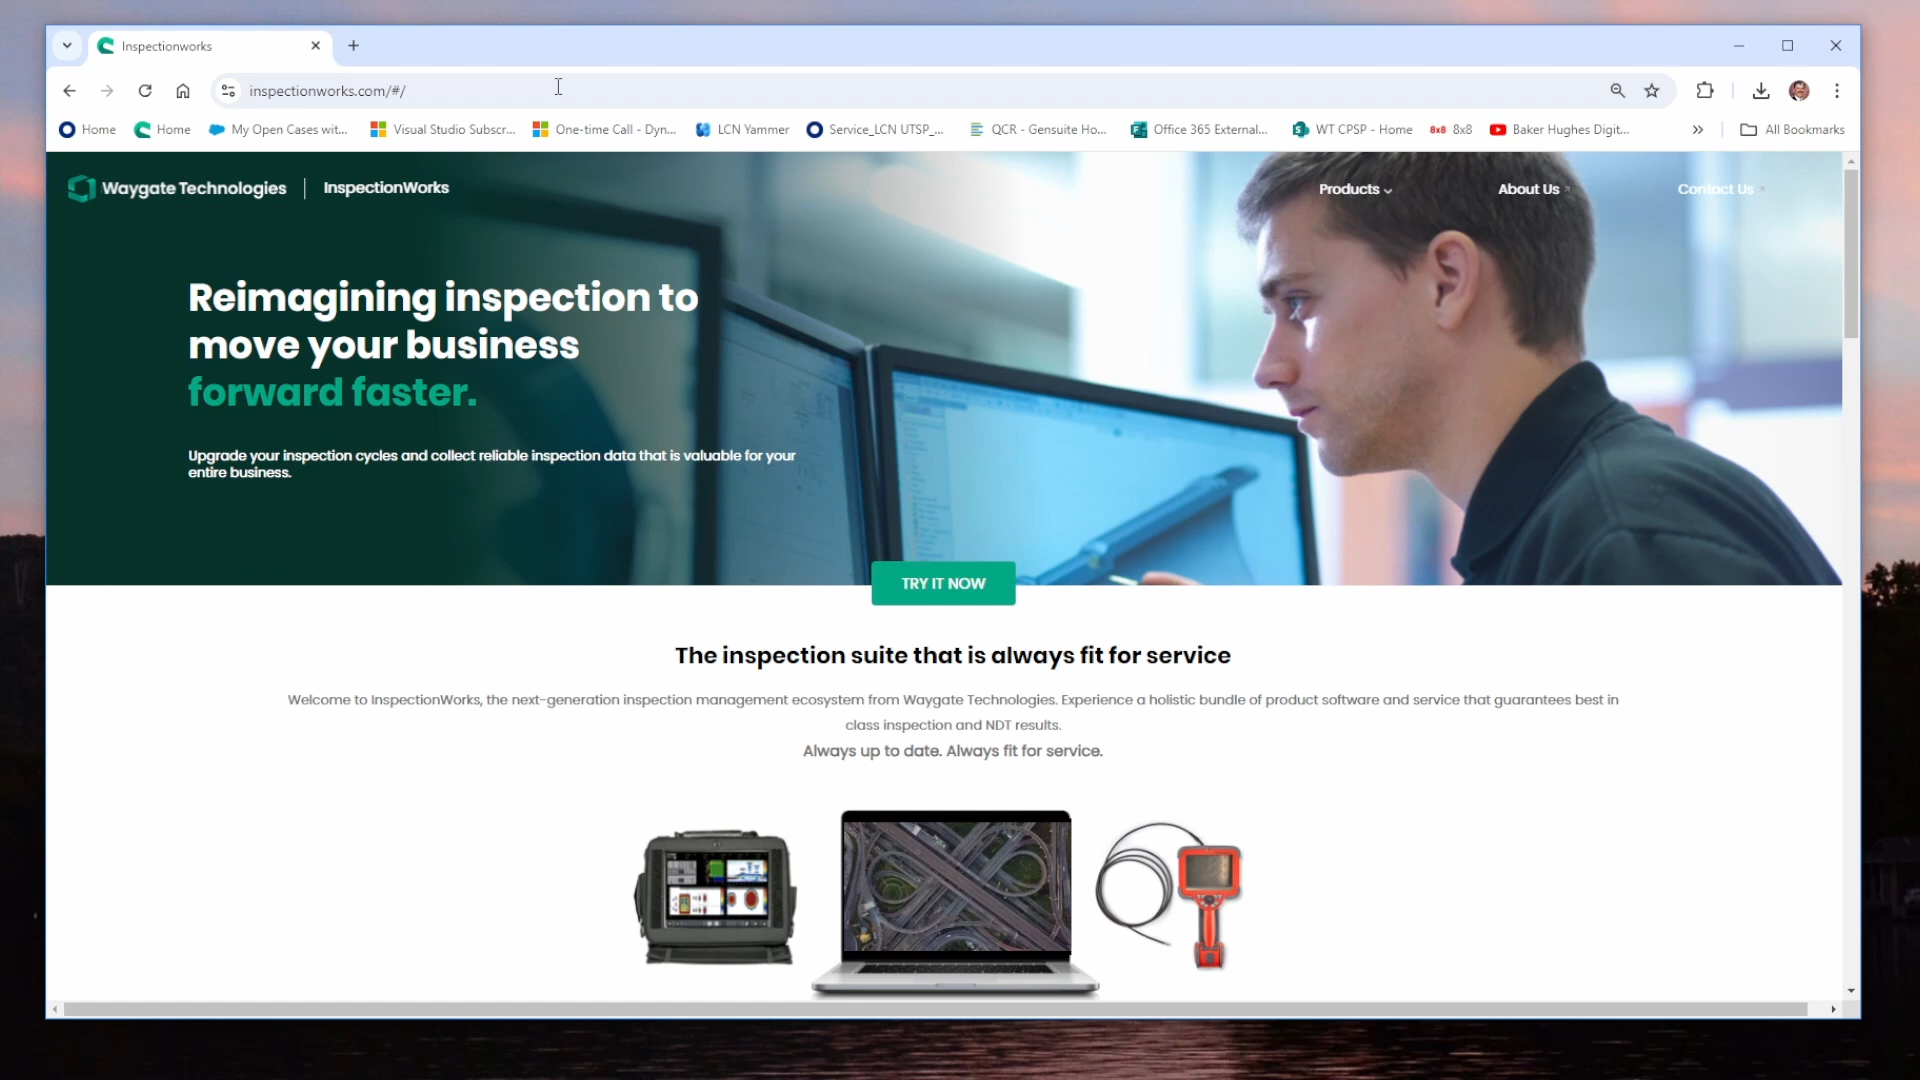 Inspectionworks
inspectionworks.com/#/
Home
Home
My Open Cases wit...
Visual Studio Subscr...
One-time Call - Dyn...
LCN Yammer
Service_LCN UTSP_...
QCR - Gensuite Ho...
Office 365 External...
WT CPSP - Home
8x8 8x8
Baker Hughes Digit...
All Bookmarks
Waygate Technologies | InspectionWorks
Products
About Us
Contact Us
Reimagining inspection to
move your business
forward faster.
Upgrade your inspection cycles and collect reliable inspection data that is valuable for your
entire business.
TRY IT NOW
The inspection suite that is always fit for service
Welcome to InspectionWorks, the next-generation inspection management ecosystem from Waygate Technologies. Experience a holistic bundle of product software and service that guarantees best in
class inspection and NDT results.
Always up to date. Always fit for service.